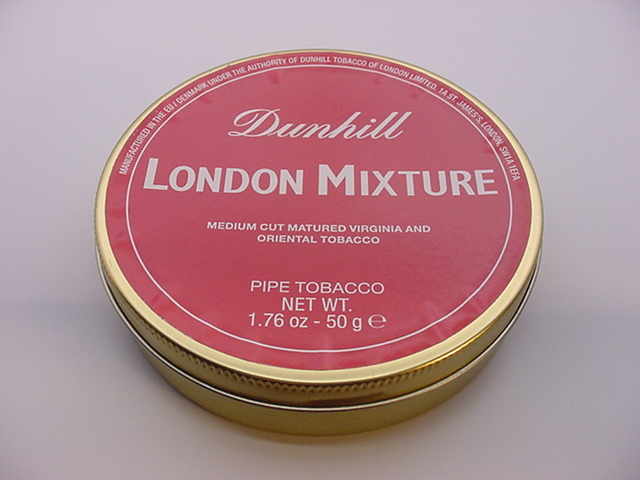 MANUFACTURED IN THE EU / DENMARK UNDER THE AUTHORITY OF DUNHILL TOBACCO OF LONDON LIMITED, 1A ST. JAMES'S, LONDON, SW1A 1EFA
Dunhill
LONDON MIXTURE
MEDIUM CUT MATURED VIRGINIA AND
ORIENTAL TOBACCO
PIPE TOBACCO
NET WT.
1.76 oz - 50 g ℮